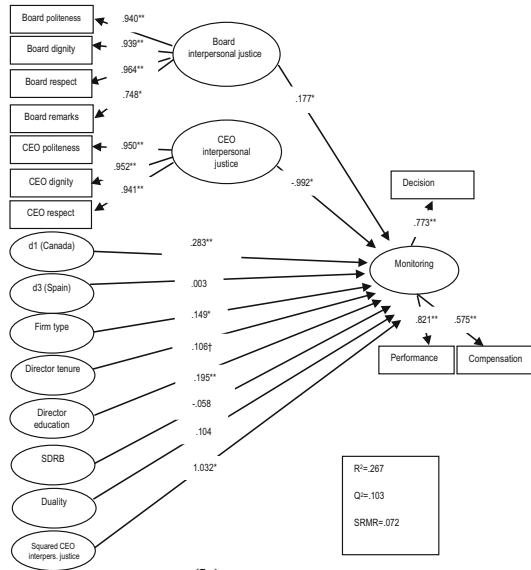 Board politeness
.940**
Board dignity
.939**
Board
interpersonal justice
Board respect
.964**
Board remarks
.748*
.177*
CEO politeness
.950**
CEO
interpersonal
justice
CEO dignity
.952**
CEO respect
.941**
-.992*
Decision
.773**
d1 (Canada)
.283**
Monitoring
d3 (Spain)
.003
Firm type
.149*
.821**
.575**
Director tenure
.106†
Performance
Compensation
Director
education
.195**
SDRB
-.058
Duality
.104
Squared CEO
interpers. justice
1.032*
R²=.267
Q²=.103
SRMR=.072